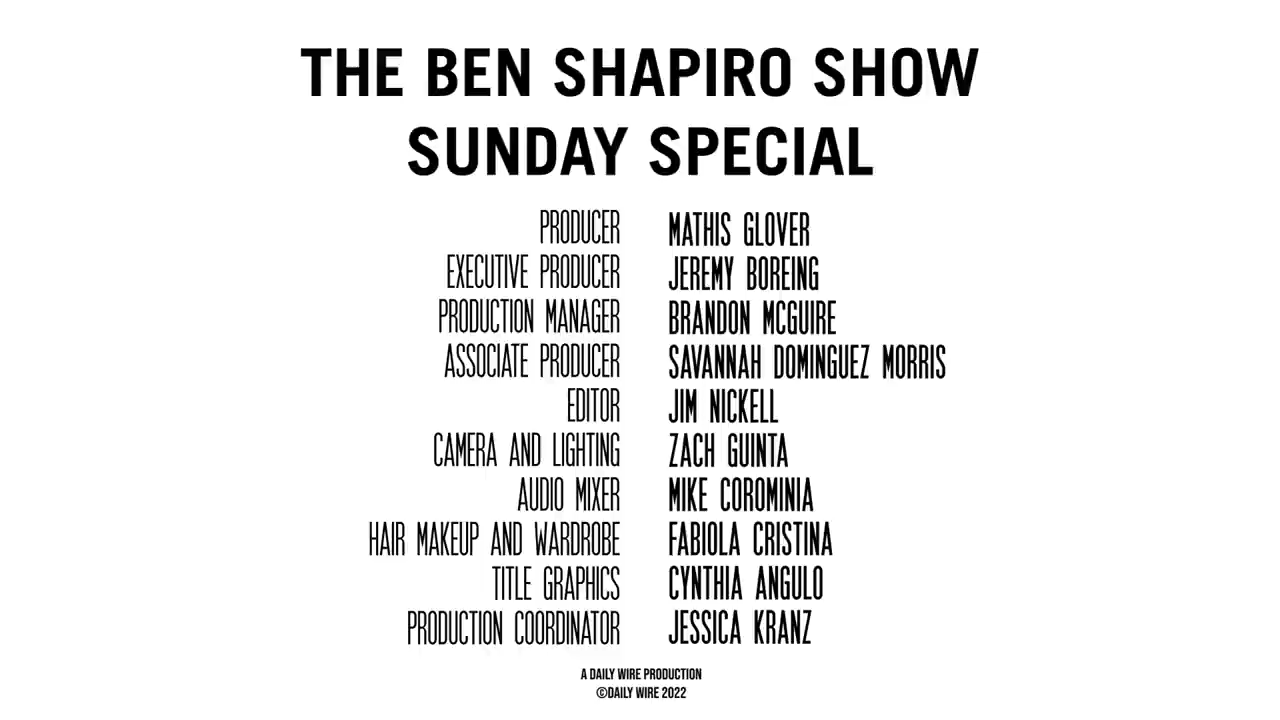 THE BEN SHAPIRO SHOW
SUNDAY SPECIAL
PRODUCER MATHIS GLOVER
EXECUTIVE PRODUCER JEREMY BOREING
PRODUCTION MANAGER BRANDON MCGUIRE
ASSOCIATE PRODUCER SAVANNAH DOMINGUEZ MORRIS
EDITOR JIM NICKELL
CAMERA AND LIGHTING ZACH GUINTA
AUDIO MIXER MIKE COROMINIA
HAIR MAKEUP AND WARDROBE FABIOLA CRISTINA
TITLE GRAPHICS CYNTHIA ANGULO
PRODUCTION COORDINATOR JESSICA KRANZ
A DAILY WIRE PRODUCTION
©DAILY WIRE 2022